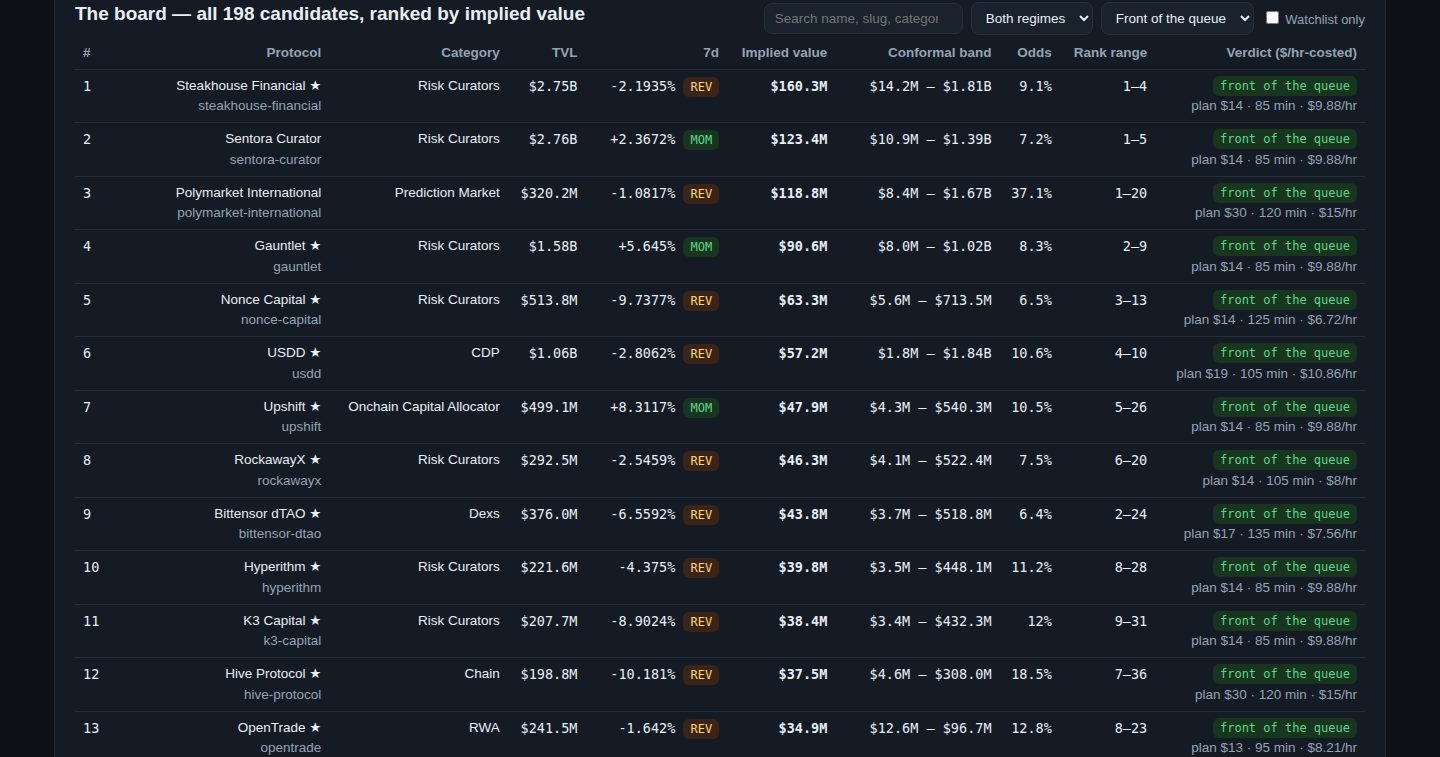 The board — all 198 candidates, ranked by implied value
Search name, slug, categor
Both regimes
Front of the queue
Watchlist only
# Protocol Category TVL 7d Implied value Conformal band Odds Rank range Verdict ($/hr-costed)
1 Steakhouse Financial ★ Risk Curators $2.75B -2.1935% REV $160.3M $14.2M — $1.81B 9.1% 1–4 front of the queue
steakhouse-financial plan $14 · 85 min · $9.88/hr
2 Sentora Curator Risk Curators $2.76B +2.3672% MOM $123.4M $10.9M — $1.39B 7.2% 1–5 front of the queue
sentora-curator plan $14 · 85 min · $9.88/hr
3 Polymarket International Prediction Market $320.2M -1.0817% REV $118.8M $8.4M — $1.67B 37.1% 1–20 front of the queue
polymarket-international plan $30 · 120 min · $15/hr
4 Gauntlet ★ Risk Curators $1.58B +5.645% MOM $90.6M $8.0M — $1.02B 8.3% 2–9 front of the queue
gauntlet plan $14 · 85 min · $9.88/hr
5 Nonce Capital ★ Risk Curators $513.8M -9.7377% REV $63.3M $5.6M — $713.5M 6.5% 3–13 front of the queue
nonce-capital plan $14 · 125 min · $6.72/hr
6 USDD ★ CDP $1.06B -2.8062% REV $57.2M $1.8M — $1.84B 10.6% 4–10 front of the queue
usdd plan $19 · 105 min · $10.86/hr
7 Upshift ★ Onchain Capital Allocator $499.1M +8.3117% MOM $47.9M $4.3M — $540.3M 10.5% 5–26 front of the queue
upshift plan $14 · 85 min · $9.88/hr
8 RockawayX ★ Risk Curators $292.5M -2.5459% REV $46.3M $4.1M — $522.4M 7.5% 6–20 front of the queue
rockawayx plan $14 · 105 min · $8/hr
9 Bittensor dTAO ★ Dexs $376.0M -6.5592% REV $43.8M $3.7M — $518.8M 6.4% 2–24 front of the queue
bittensor-dtao plan $17 · 135 min · $7.56/hr
10 Hyperithm ★ Risk Curators $221.6M -4.375% REV $39.8M $3.5M — $448.1M 11.2% 8–28 front of the queue
hyperithm plan $14 · 85 min · $9.88/hr
11 K3 Capital ★ Risk Curators $207.7M -8.9024% REV $38.4M $3.4M — $432.3M 12% 9–31 front of the queue
k3-capital plan $14 · 85 min · $9.88/hr
12 Hive Protocol ★ Chain $198.8M -10.181% REV $37.5M $4.6M — $308.0M 18.5% 7–36 front of the queue
hive-protocol plan $30 · 120 min · $15/hr
13 OpenTrade ★ RWA $241.5M -1.642% REV $34.9M $12.6M — $96.7M 12.8% 8–23 front of the queue
opentrade plan $13 · 95 min · $8.21/hr